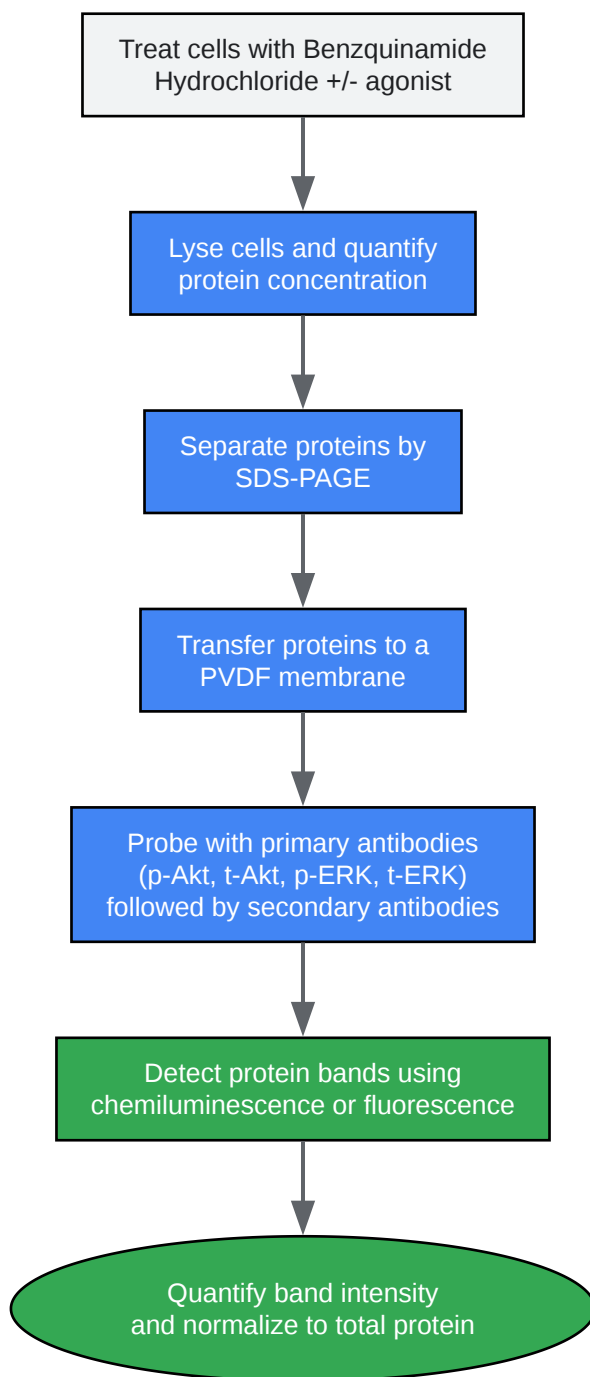 Treat cells with Benzquinamide
Hydrochloride +/- agonist
Lyse cells and quantify
protein concentration
Separate proteins by
SDS-PAGE
Transfer proteins to a
PVDF membrane
Probe with primary antibodies
(p-Akt, t-Akt, p-ERK, t-ERK)
followed by secondary antibodies
Detect protein bands using
chemiluminescence or fluorescence
Quantify band intensity
and normalize to total protein